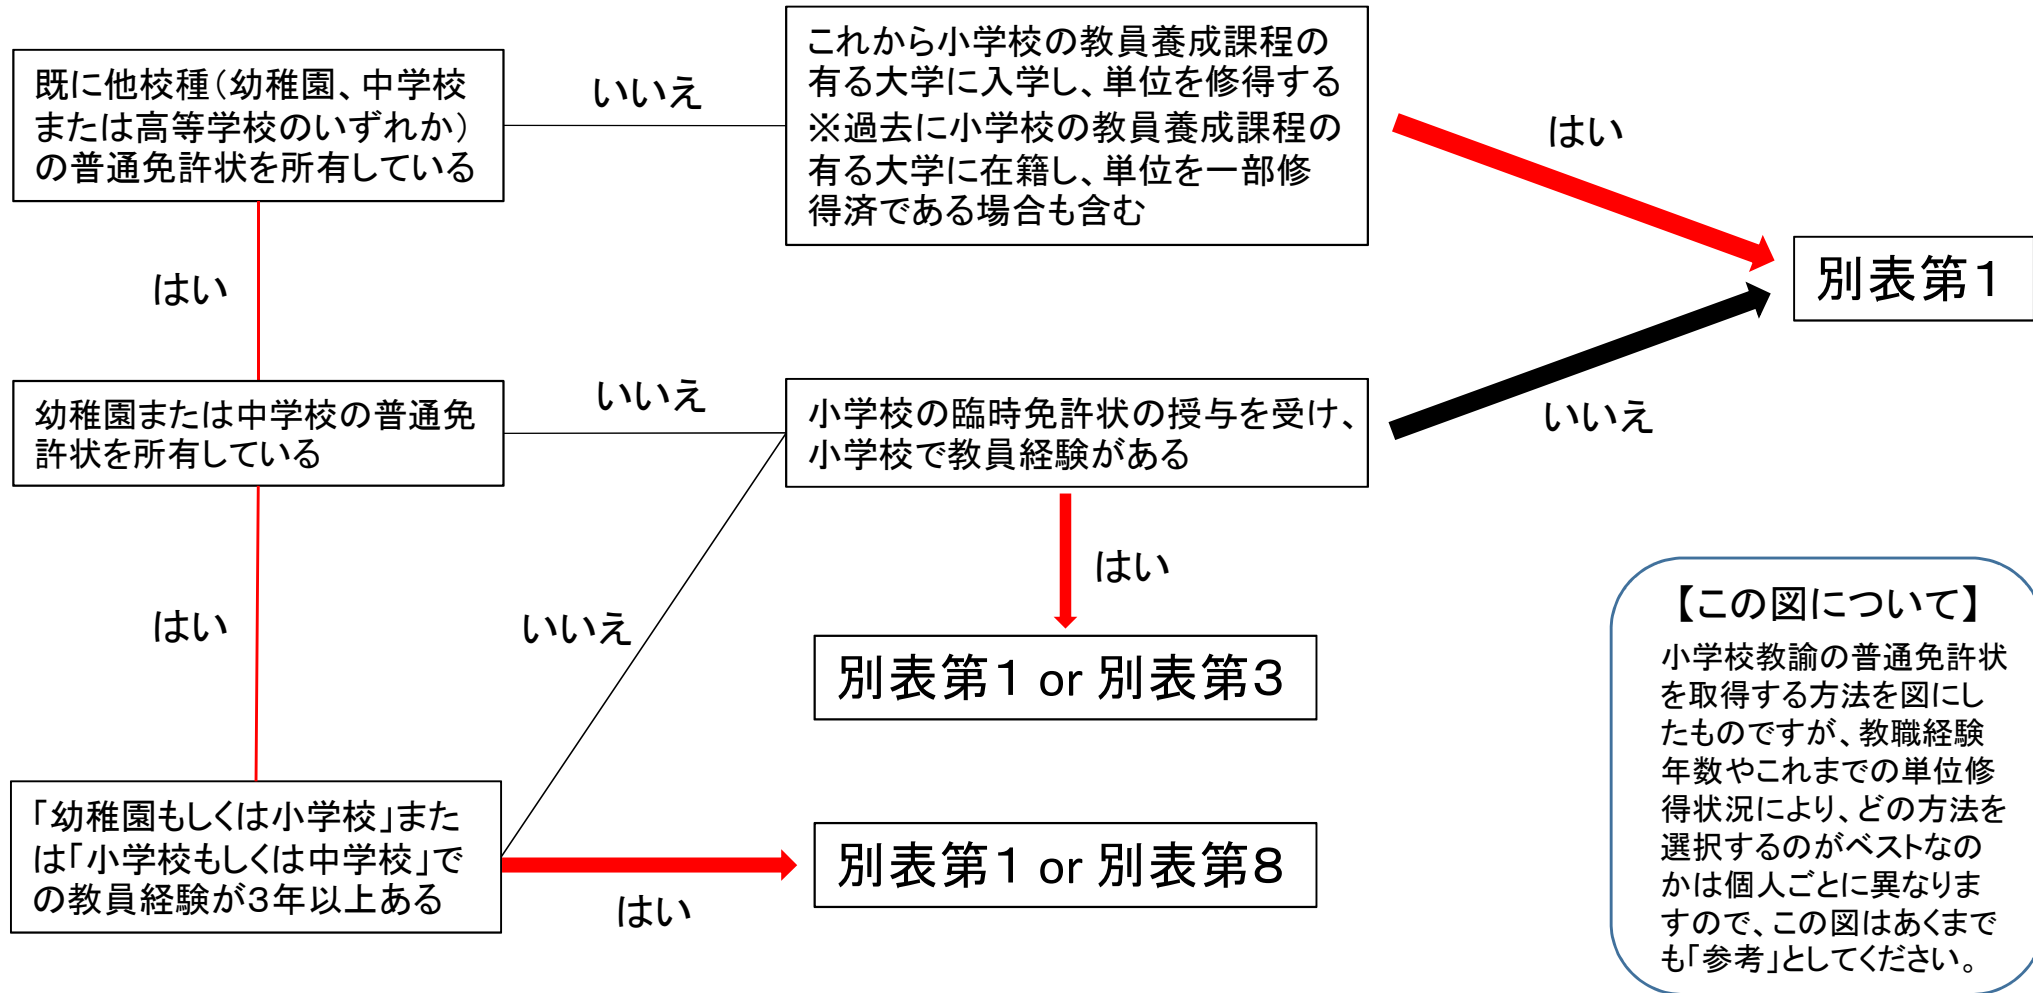 既に他校種（幼稚園、中学校
または高等学校のいずれか）
の普通免許状を所有している
いいえ
これから小学校の教員養成課程の
有る大学に入学し、単位を修得する
※過去に小学校の教員養成課程の
有る大学に在籍し、単位を一部修
得済である場合も含む
はい
別表第１
はい
幼稚園または中学校の普通免
許状を所有している
いいえ
小学校の臨時免許状の授与を受け、
小学校で教員経験がある
いいえ
はい
はい
いいえ
別表第１ or 別表第３
「幼稚園もしくは小学校」また
は「小学校もしくは中学校」で
の教員経験が３年以上ある
はい
別表第１ or 別表第８
【この図について】
小学校教諭の普通免許状
を取得する方法を図にし
たものですが、教職経験
年数やこれまでの単位修
得状況により、どの方法を
選択するのがベストなの
かは個人ごとに異なりま
すので、この図はあくまで
も「参考」としてください。